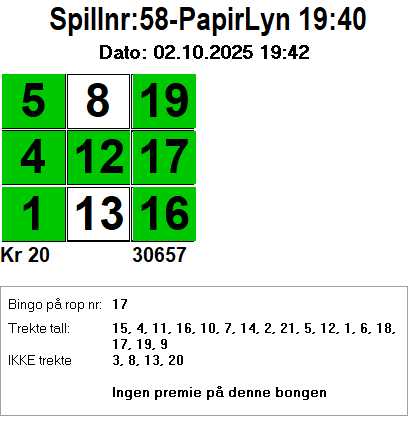 Spillnr:58-PapirLyn 19:40
Dato: 02.10.2025 19:42
5 8 19
4 12 17
1 13 16
Kr 20 30657
Bingo på rop nr: 17
Trekte tall: 15, 4, 11, 16, 10, 7, 14, 2, 21, 5, 12, 1, 6, 18,
17, 19, 9
IKKE trekte 3, 8, 13, 20
Ingen premie på denne bongen